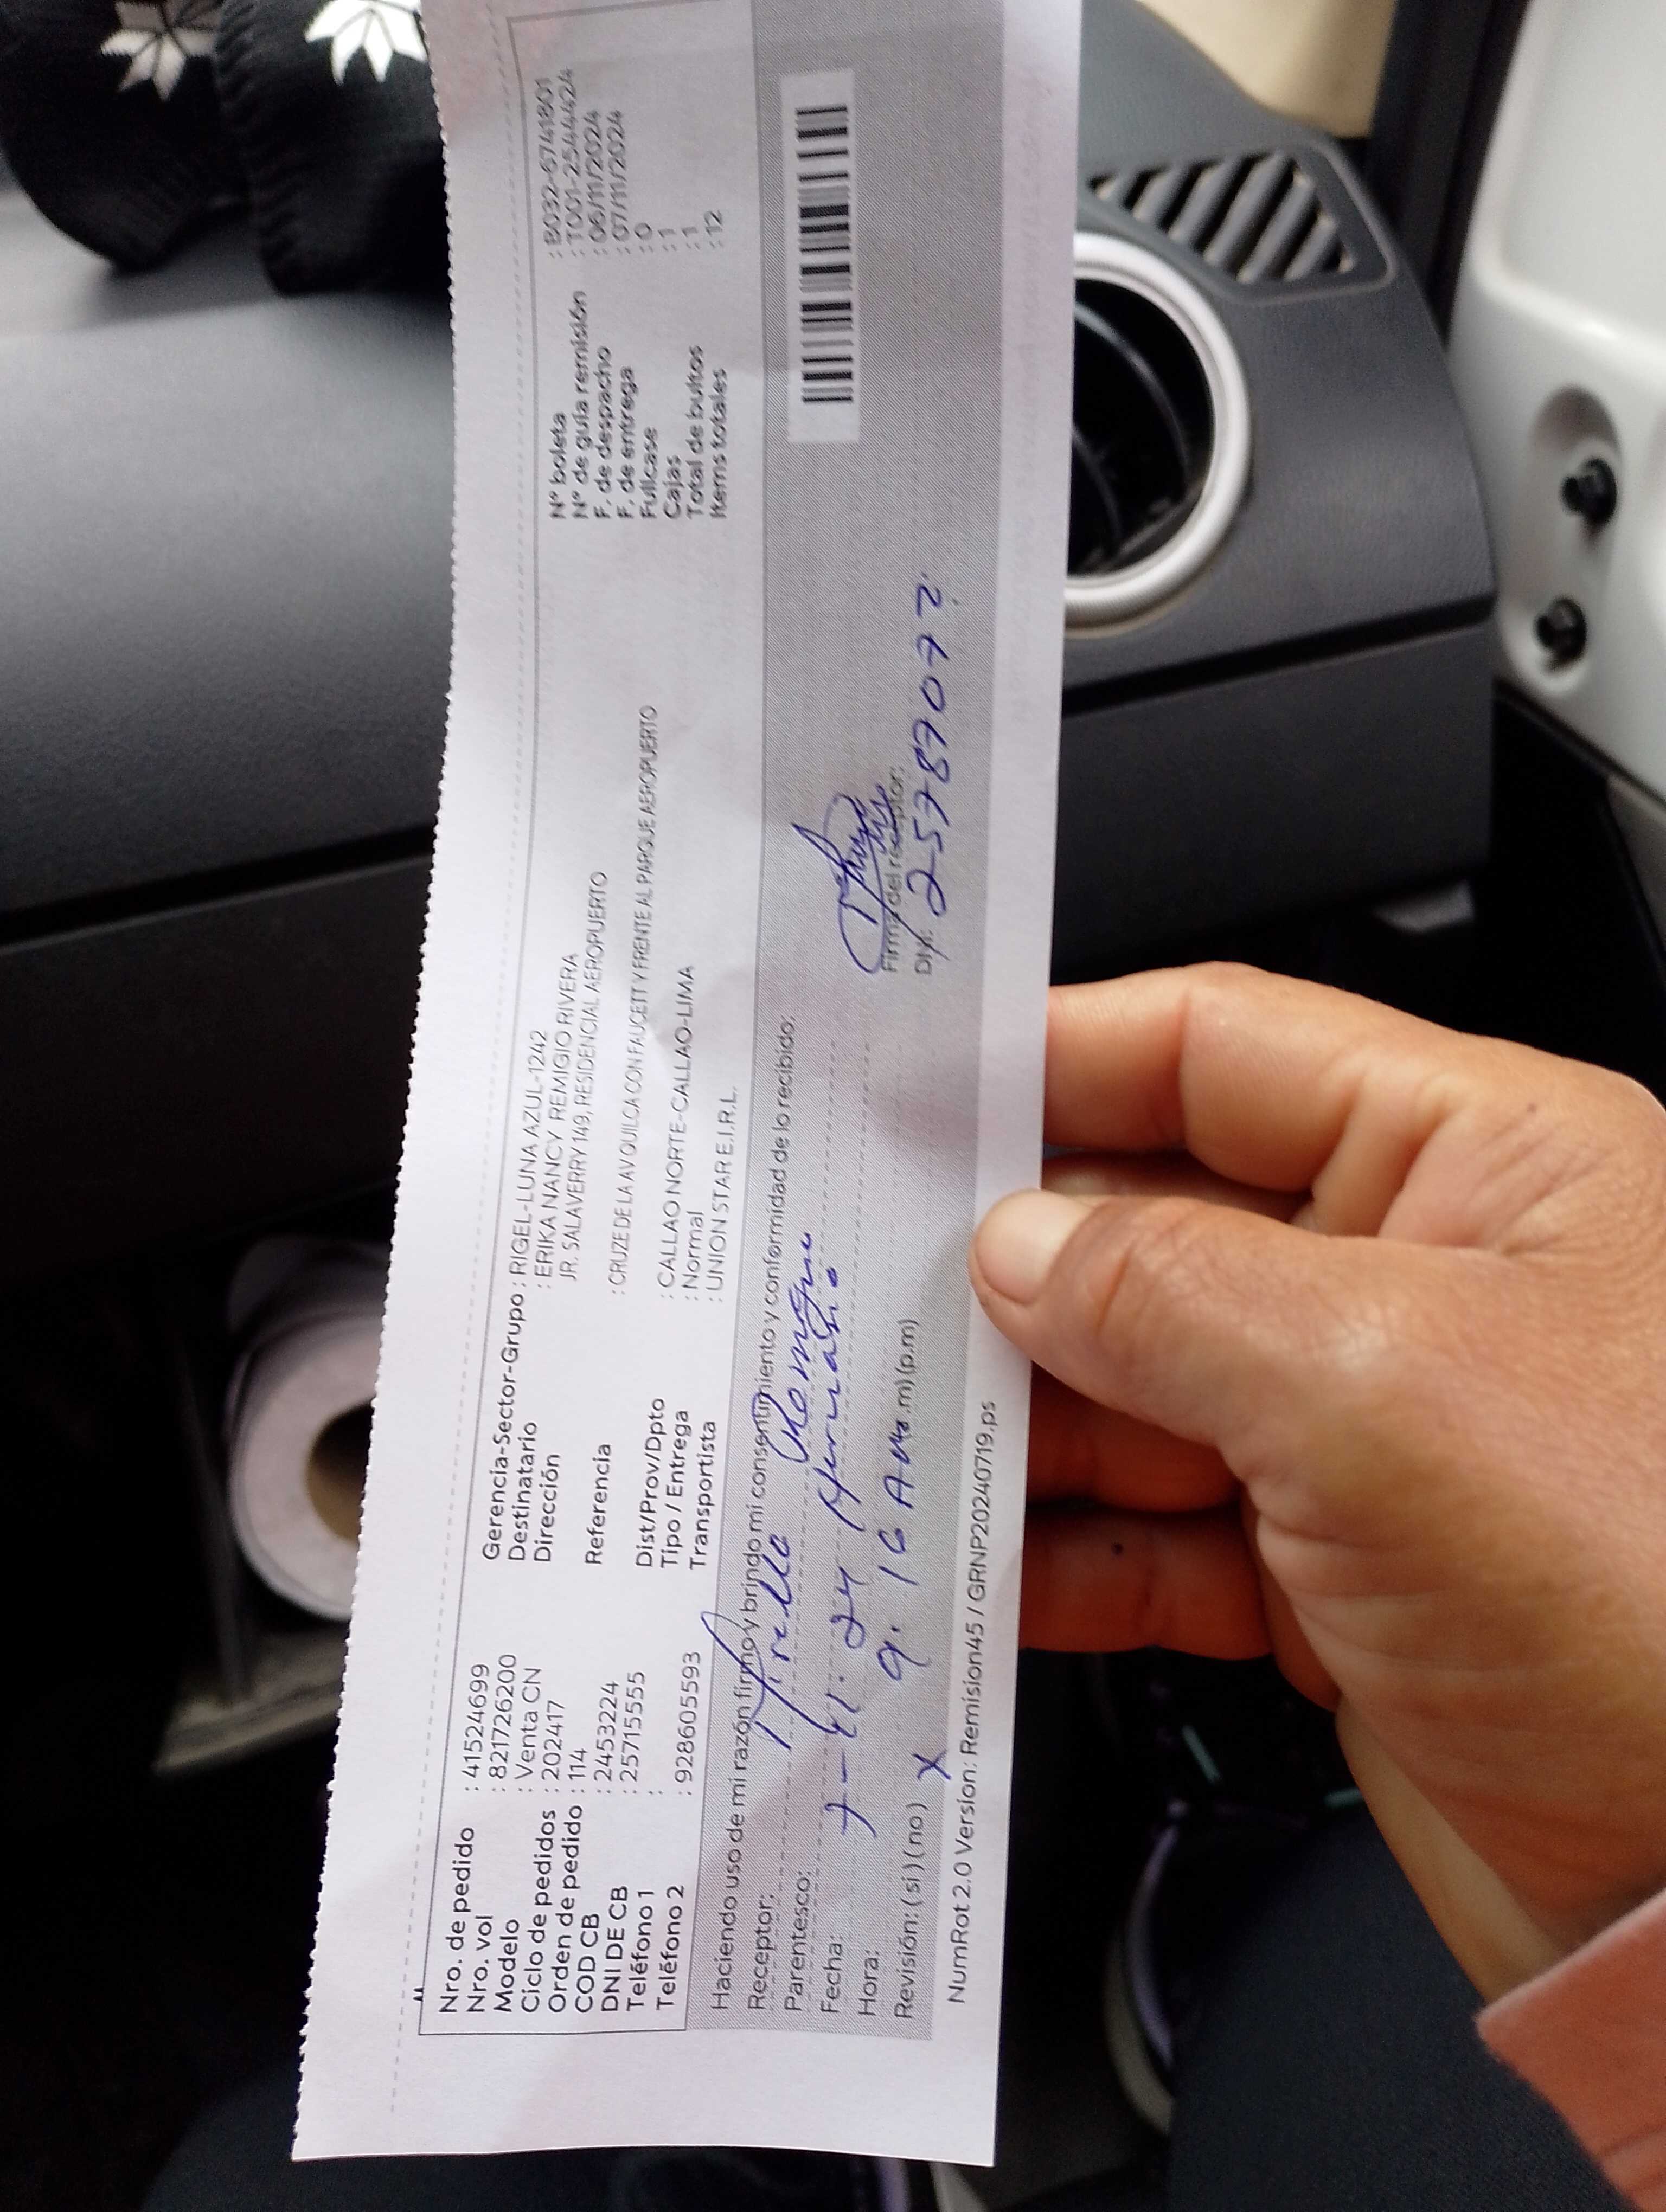 Nro. de pedido : 41524699
Nro. vol : 821726200
Modelo : Venta CN
Ciclo de pedidos : 202417
Orden de pedido : 114
COD CB : 2453224
DNI DE CB : 25715555
Teléfono 1 :
Teléfono 2 : 928605593
Gerencia-Sector-Grupo : RIGEL-LUNA AZUL-1242
Destinatario : ERIKA NANCY REMIGIO RIVERA
Dirección JR. SALAVERRY 149, RESIDENCIAL AEROPUERTO
Referencia : CRUZE DE LA AV QUILCA CON FAUCETT Y FRENTE AL PARQUE AEROPUERTO
Dist/Prov/Dpto : CALLAO NORTE-CALLAO-LIMA
Tipo / Entrega : Normal
Transportista : UNION STAR E.I.R.L.
N° boleta : B032-6741801
N° de guía remisión : T001-25444424
F. de despacho : 06/11/2024
F. de entrega : 07/11/2024
Fullcase : 0
Cajas : 1
Total de bultos : 1
Items totales : 12
Haciendo uso de mi razón firmo y brindo mi consentimiento y conformidad de lo recibido:
Receptor:
Parentesco:
Fecha: 7-11-24
Hora: 9.16 AM (a.m) (p.m)
Revisión: (si) (no) X
Firma del receptor:
DNI: 25787077
NumRot 2.0 Version: Remision45 / GRNP20240719.ps